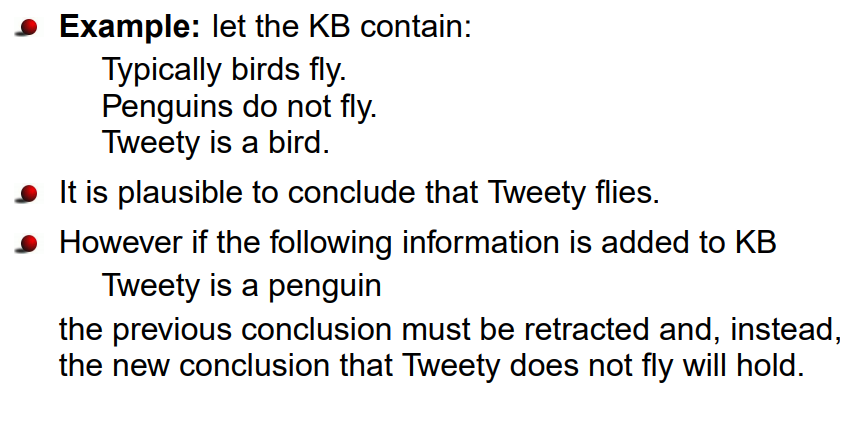 Example: let the KB contain:
Typically birds fly.
Penguins do not fly.
Tweety is a bird.
It is plausible to conclude that Tweety flies.
However if the following information is added to KB
Tweety is a penguin
the previous conclusion must be retracted and, instead,
the new conclusion that Tweety does not fly will hold.